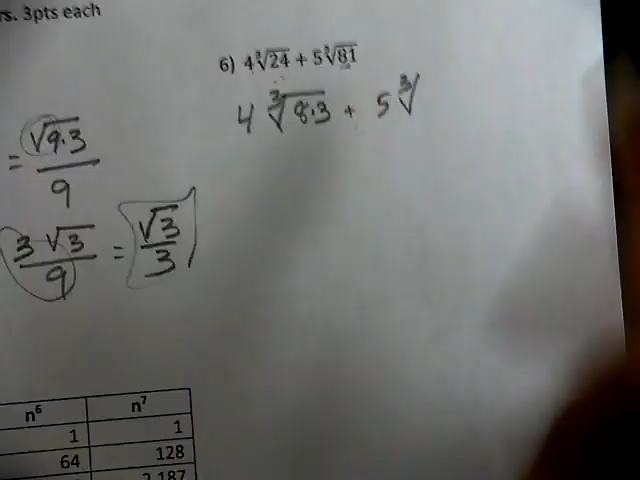 rs. 3pts each
6) 4∛24 + 5∛81
4 ∛8·3 + 5 ∛
= √9·3 / 9
3 √3 / 9 = √3 / 3
n⁶ n⁷
1 1
64 128
2,187